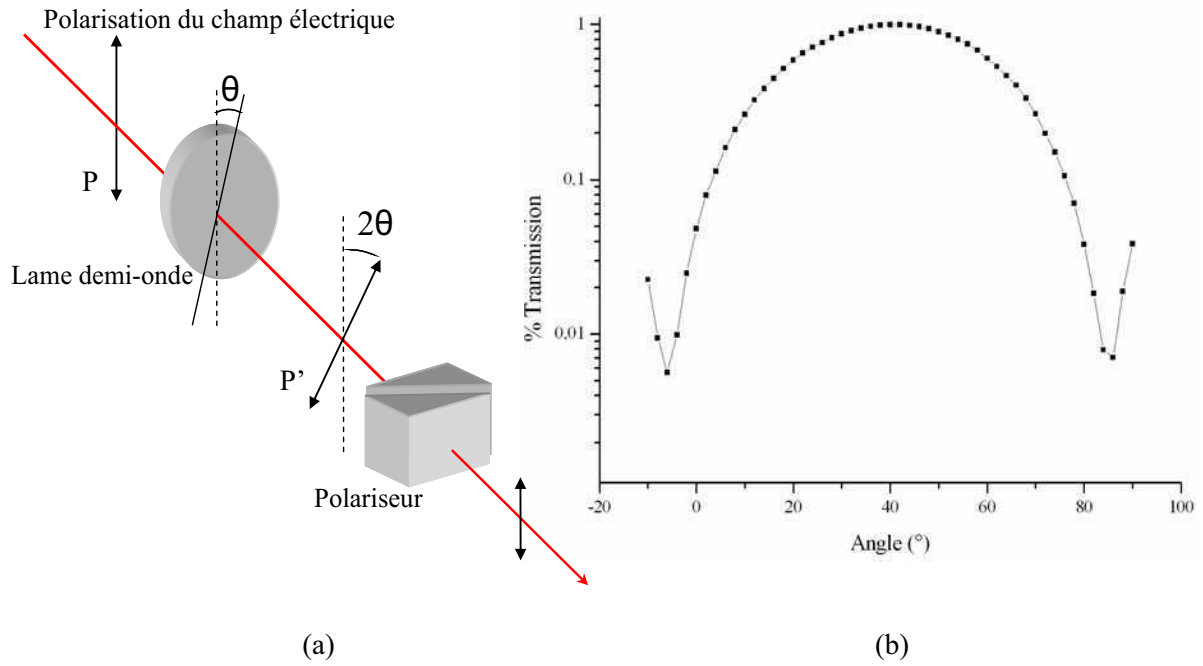 Polarisation du champ électrique
θ
P
Lame demi-onde
2θ
P’
Polariseur
(a)
% Transmission
1
0.1
0,01
-20
0
20
40
60
80
100
Angle (°)
(b)